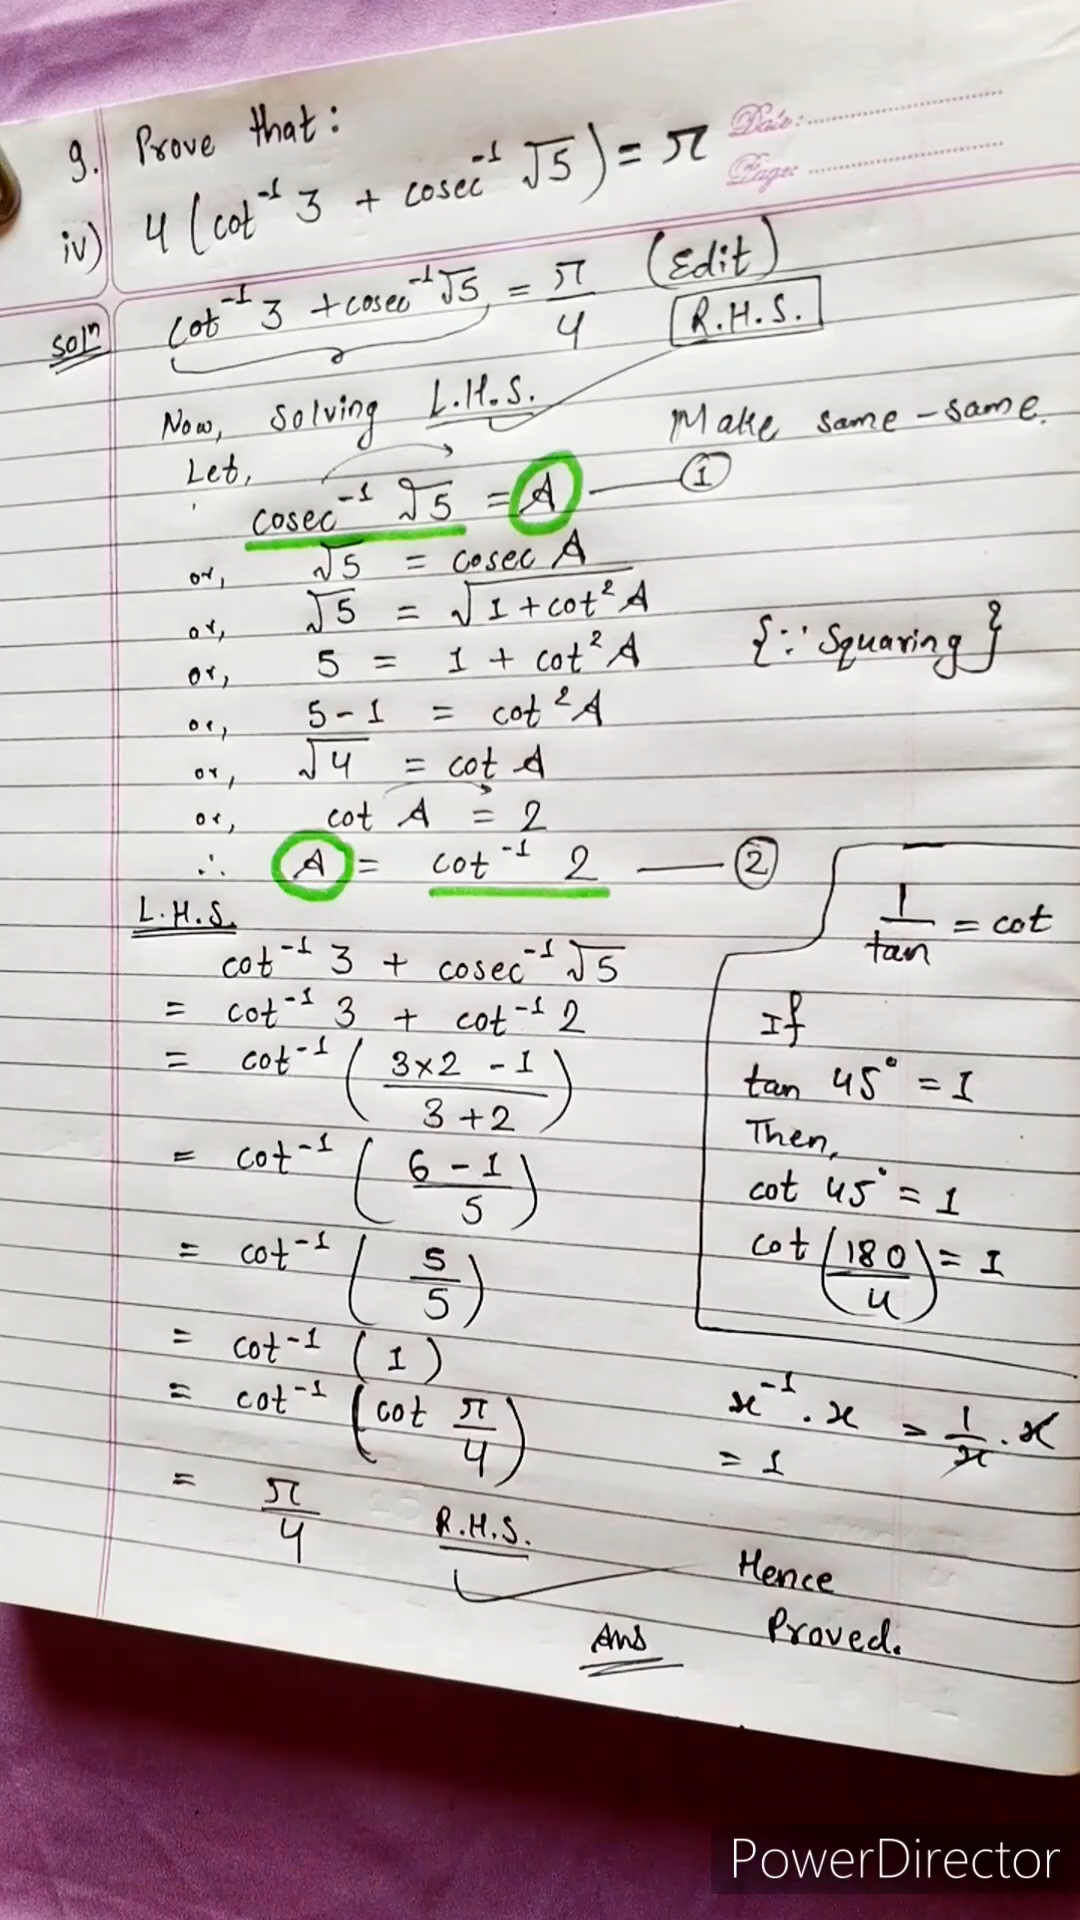 Date:
Page:
9. Prove that:
iv) 4 (cot⁻¹ 3 + cosec⁻¹ √5) = π
Solⁿ cot⁻¹ 3 + cosec⁻¹ √5 = π/4 (Edit)
R.H.S.
Now, solving L.H.S.
Make same-same.
Let,
cosec⁻¹ √5 = A —— ①
or, √5 = cosec A
or, √5 = √1 + cot² A
or, 5 = 1 + cot² A {∵ Squaring}
or, 5 - 1 = cot² A
or, √4 = cot A
or, cot A = 2
∴ A = cot⁻¹ 2 —— ②
L.H.S.
cot⁻¹ 3 + cosec⁻¹ √5
= cot⁻¹ 3 + cot⁻¹ 2
= cot⁻¹ (3×2 - 1 / 3 + 2)
= cot⁻¹ (6 - 1 / 5)
= cot⁻¹ (5/5)
= cot⁻¹ (1)
= cot⁻¹ (cot π/4)
= π/4 R.H.S.
1/tan = cot
If
tan 45° = 1
Then,
cot 45° = 1
cot (180/4) = 1
x⁻¹ . x = 1/x . x
= 1
Hence
Proved.
Ans
PowerDirector